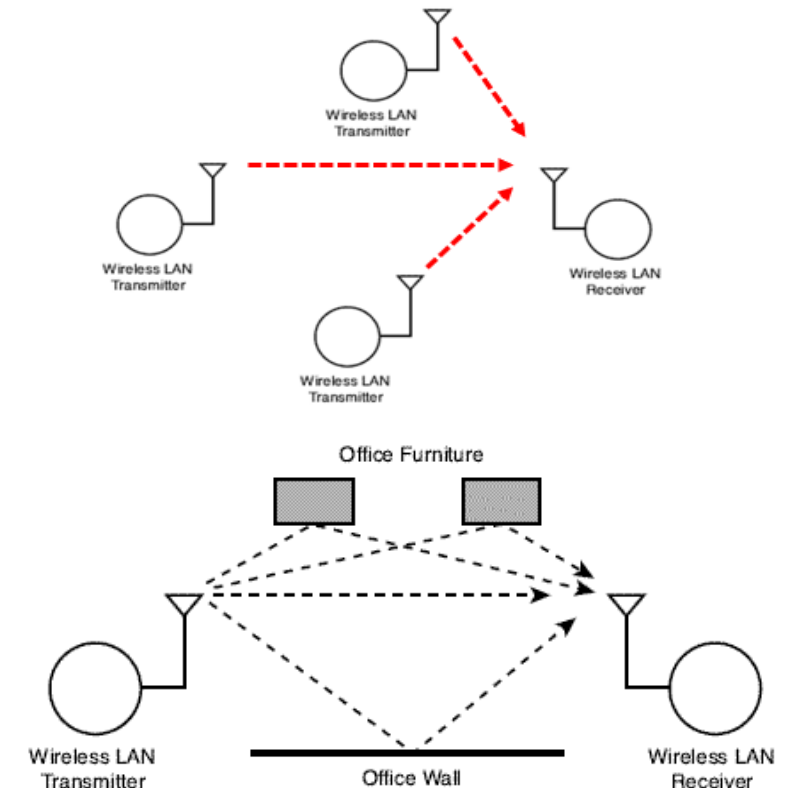 Wireless LAN
Transmitter
Wireless LAN
Transmitter
Wireless LAN
Receiver
Wireless LAN
Transmitter
Office Furniture
Wireless LAN
Transmitter
Office Wall
Wireless LAN
Receiver